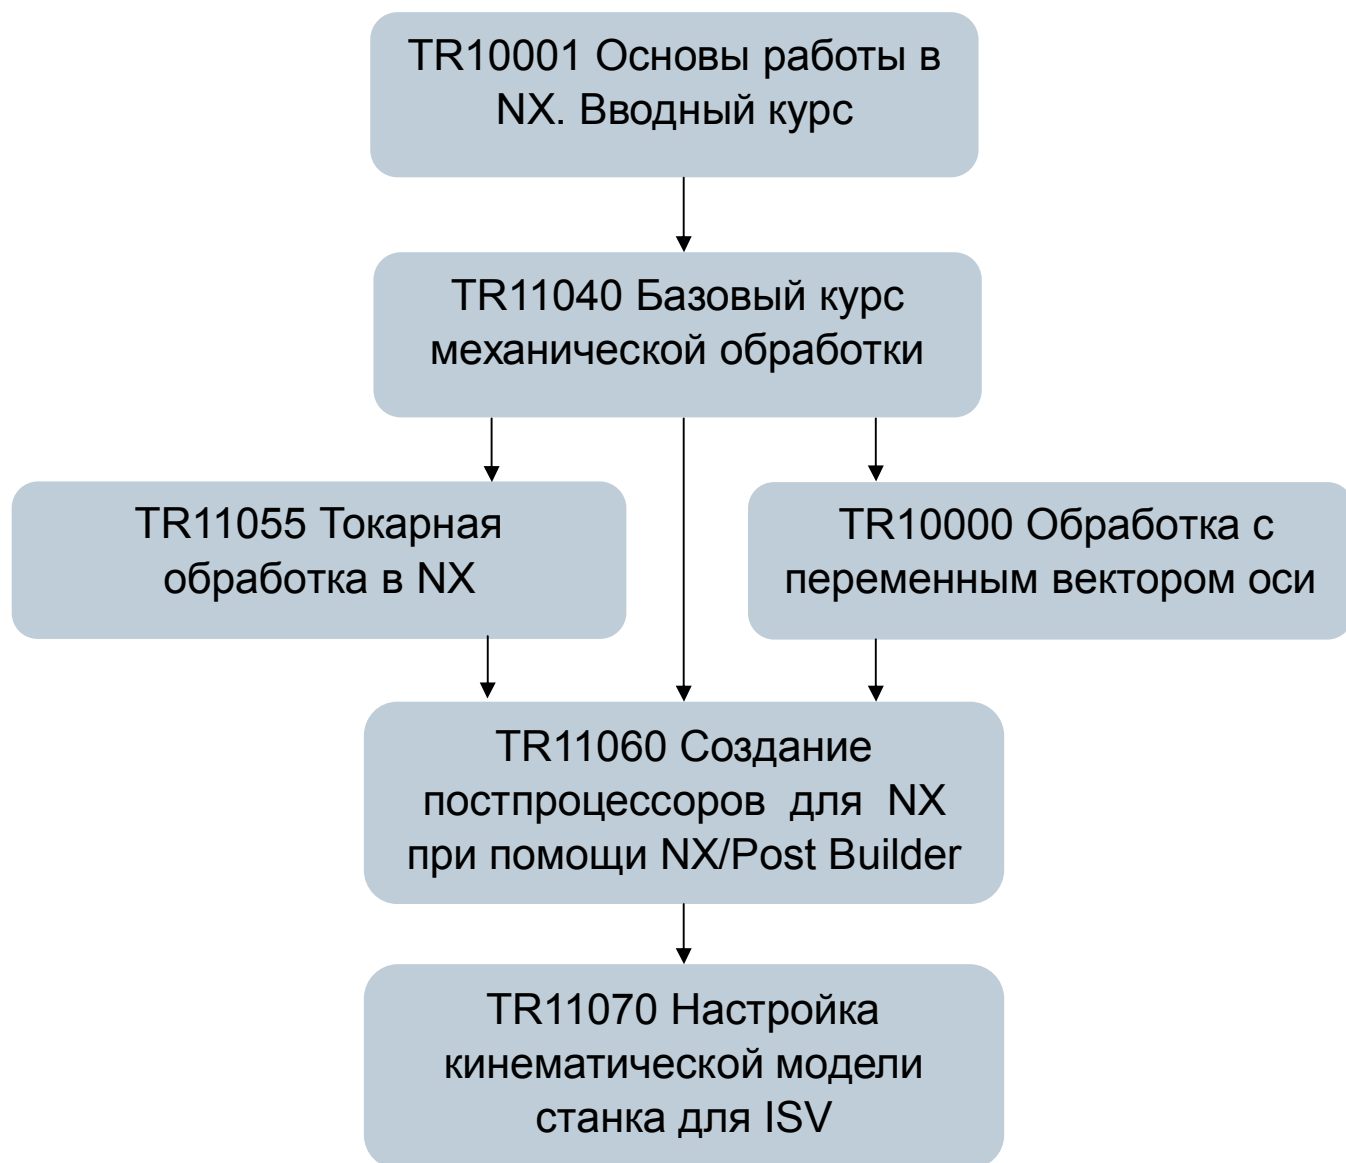 TR10001 Основы работы в
NX. Вводный курс
TR11040 Базовый курс
механической обработки
TR11055 Токарная
обработка в NX
TR10000 Обработка с
переменным вектором оси
TR11060 Создание
постпроцессоров для NX
при помощи NX/Post Builder
TR11070 Настройка
кинематической модели
станка для ISV